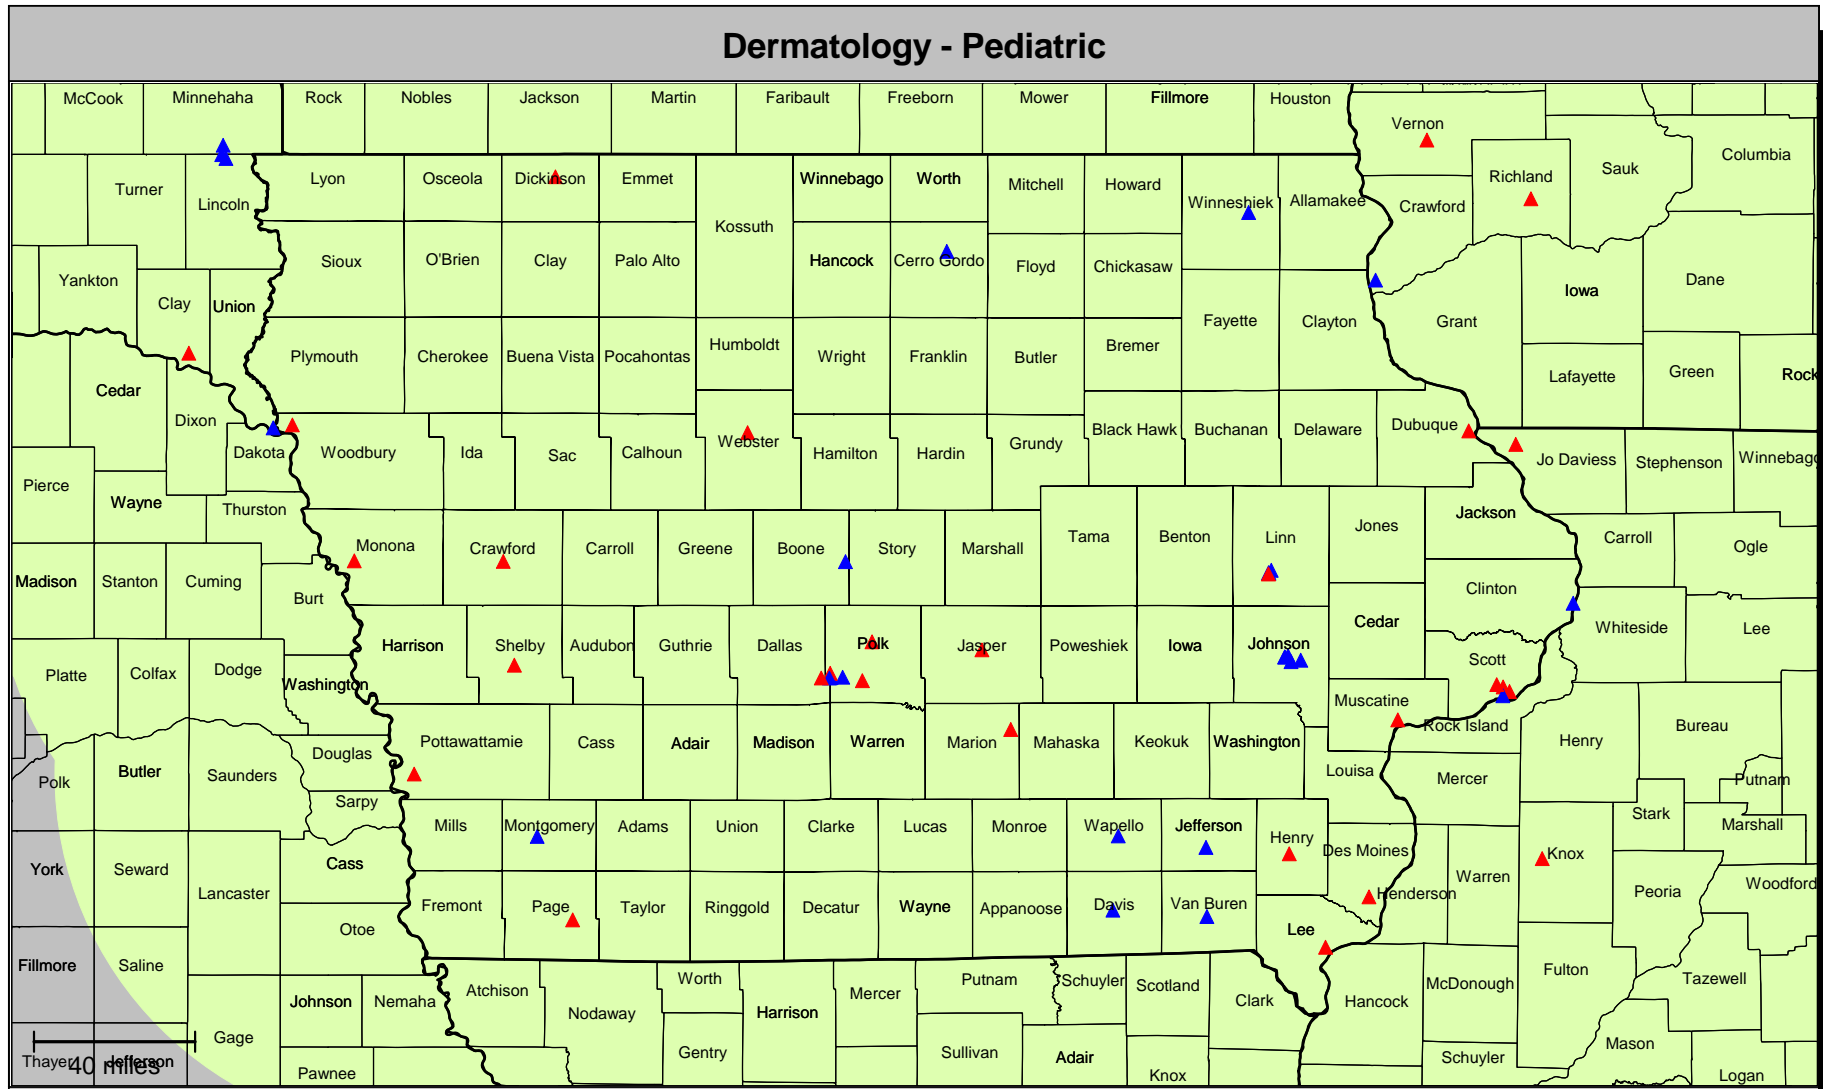 Dermatology - Pediatric
McCook Minnehaha Rock Nobles Jackson Martin Faribault Freeborn Mower Fillmore Houston
Vernon
Turner Lincoln Lyon Osceola Dickinson Emmet Winnebago Worth Mitchell Howard Winneshiek Allamakee Crawford Richland Sauk Columbia
Kossuth
Yankton Clay Union Sioux O'Brien Clay Palo Alto Hancock Cerro Gordo Floyd Chickasaw Iowa Dane
Fayette Clayton Grant
Cedar Plymouth Cherokee Buena Vista Pocahontas Humboldt Wright Franklin Butler Bremer Lafayette Green Rock
Dixon Dakota Woodbury Ida Sac Calhoun Webster Hamilton Hardin Grundy Black Hawk Buchanan Delaware Dubuque Jo Daviess Stephenson Winnebago
Pierce Wayne Thurston Jackson
Monona Crawford Carroll Greene Boone Story Marshall Tama Benton Linn Jones Carroll Ogle
Madison Stanton Cuming Burt Clinton
Harrison Shelby Audubon Guthrie Dallas Polk Jasper Poweshiek Iowa Johnson Cedar Scott Whiteside Lee
Platte Colfax Dodge Washington Muscatine
Rock Island Bureau
Douglas Pottawattamie Cass Adair Madison Warren Marion Mahaska Keokuk Washington Louisa Henry
Polk Butler Saunders Sarpy Mercer Putnam
Mills Montgomery Adams Union Clarke Lucas Monroe Wapello Jefferson Henry Stark Marshall
York Seward Cass Des Moines Knox
Lancaster Warren Peoria Woodford
Fremont Page Taylor Ringgold Decatur Wayne Appanoose Davis Van Buren Henderson
Otoe Lee
Fillmore Saline Fulton Tazewell
Johnson Nemaha Atchison Nodaway Worth Harrison Mercer Putnam Schuyler Scotland Clark Hancock McDonough
Gage Gentry Sullivan Adair Schuyler Mason
Thayer Jefferson
40 miles
Pawnee Knox Logan